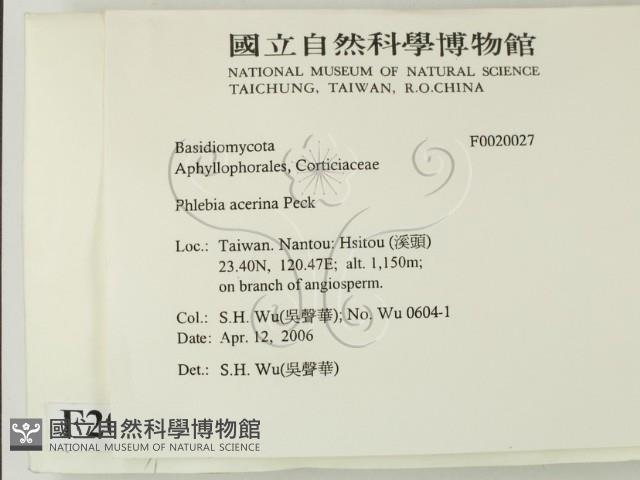 國立自然科學博物館
NATIONAL MUSEUM OF NATURAL SCIENCE
TAICHUNG, TAIWAN, R.O.CHINA
Basidiomycota F0020027
Aphyllophorales, Corticiaceae
Phlebia acerina Peck
Loc.: Taiwan. Nantou: Hsitou (溪頭)
23.40N, 120.47E; alt. 1,150m;
on branch of angiosperm.
Col.: S.H. Wu(吳聲華); No. Wu 0604-1
Date: Apr. 12, 2006
Det.: S.H. Wu(吳聲華)
國立自然科學博物館
NATIONAL MUSEUM OF NATURAL SCIENCE